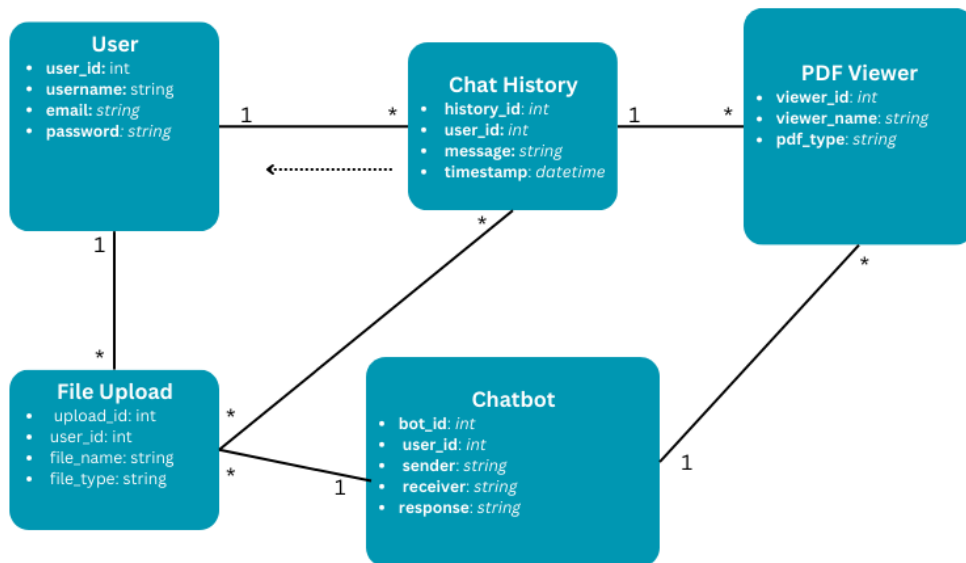 User
• user_id: int
• username: string
• email: string
• password: string
1
*
Chat History
• history_id: int
• user_id: int
• message: string
• timestamp: datetime
1
*
PDF Viewer
• viewer_id: int
• viewer_name: string
• pdf_type: string
1
*
*
*
File Upload
• upload_id: int
• user_id: int
• file_name: string
• file_type: string
*
*
1
Chatbot
• bot_id: int
• user_id: int
• sender: string
• receiver: string
• response: string
1